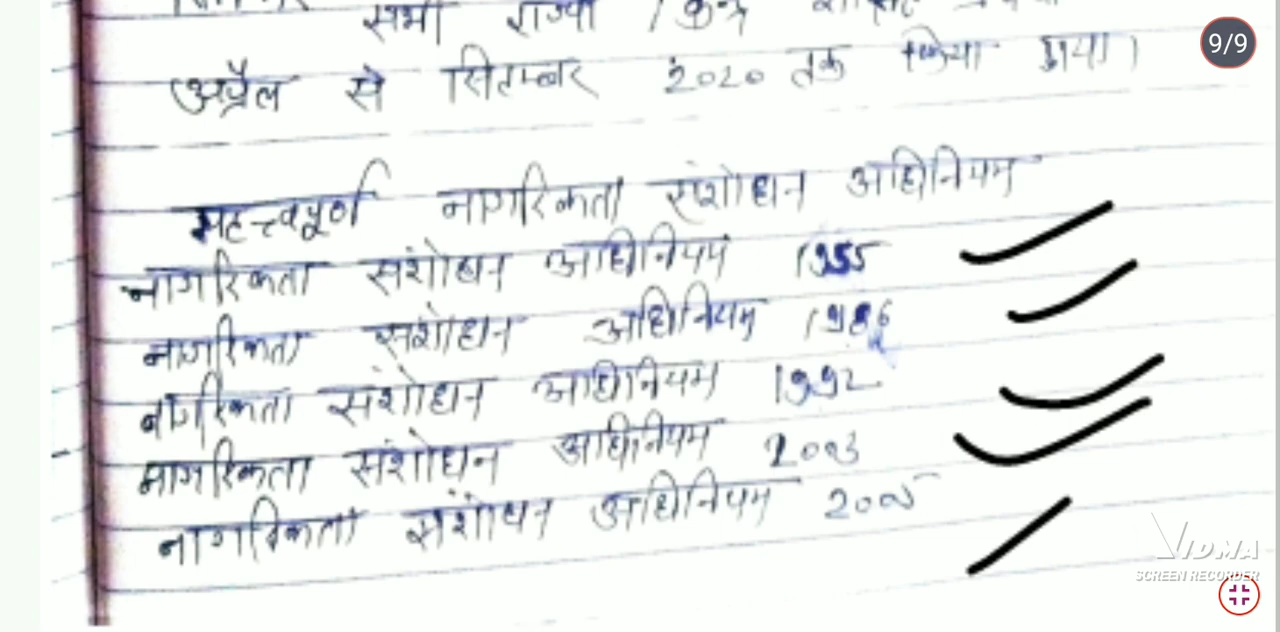 सभी राज्यों / केन्द्र
9/9
अप्रैल से सितम्बर 2020 तक किया गया।
महत्त्वपूर्ण नागरिकता संशोधन अधिनियम
नागरिकता संशोधन अधिनियम 1955
नागरिकता संशोधन अधिनियम 1986
नागरिकता संशोधन अधिनियम 1992
नागरिकता संशोधन अधिनियम 2003
नागरिकता संशोधन अधिनियम 2005
VIDMA
SCREEN RECORDER